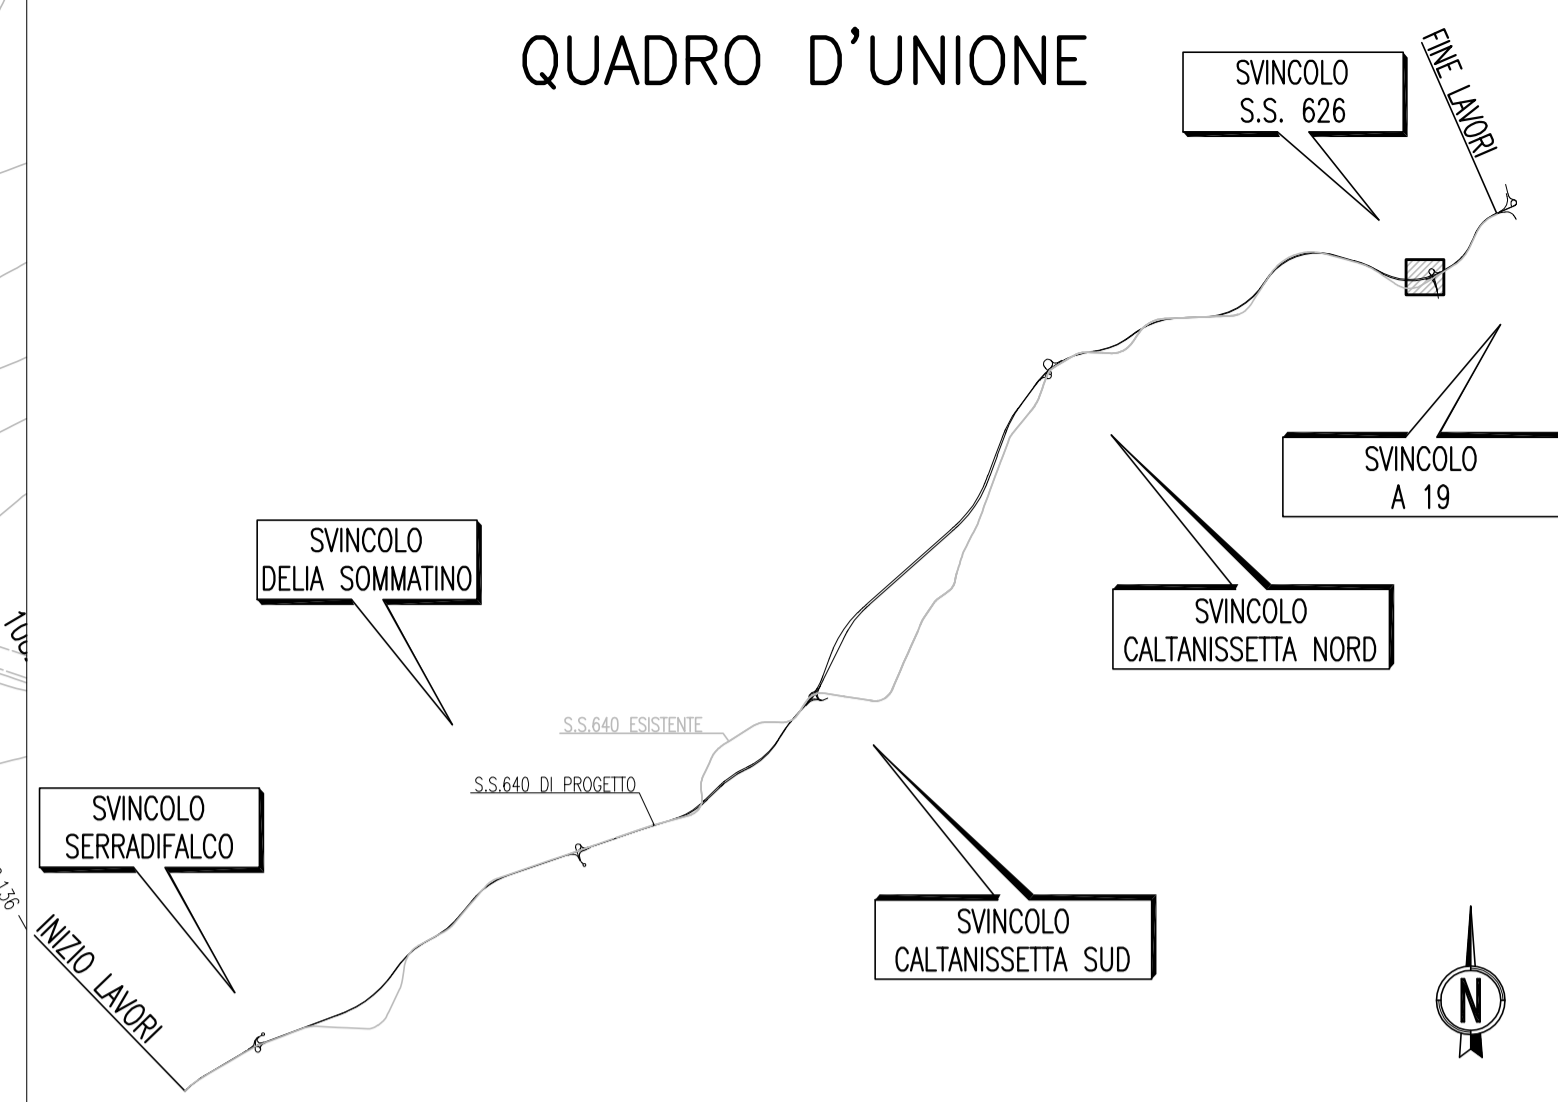 QUADRO D'UNIONE
SVINCOLO
S.S. 626
FINE LAVORI
SVINCOLO
A 19
SVINCOLO
DELIA SOMMATINO
SVINCOLO
CALTANISSETTA NORD
S.S.640 ESISTENTE
S.S.640 DI PROGETTO
SVINCOLO
SERRADIFALCO
SVINCOLO
CALTANISSETTA SUD
INIZIO LAVORI
N